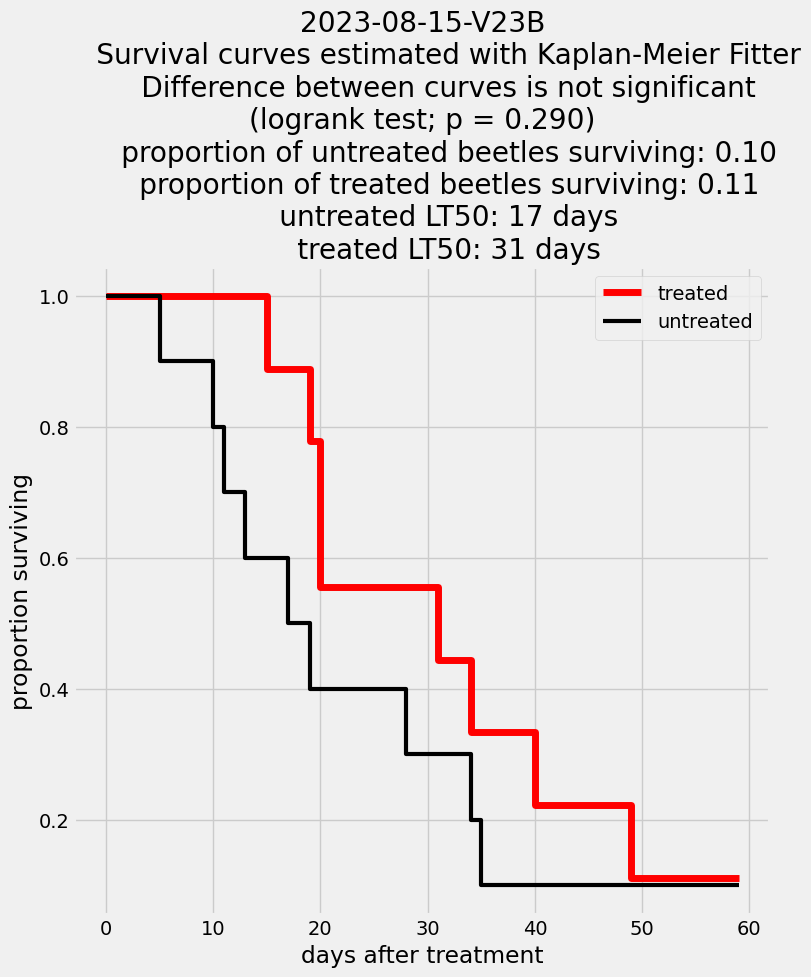 2023-08-15-V23B
Survival curves estimated with Kaplan-Meier Fitter
Difference between curves is not significant
(logrank test; p = 0.290)
proportion of untreated beetles surviving: 0.10
proportion of treated beetles surviving: 0.11
untreated LT50: 17 days
treated LT50: 31 days
treated
untreated
1.0
0.8
0.6
0.4
0.2
proportion surviving
0 10 20 30 40 50 60
days after treatment